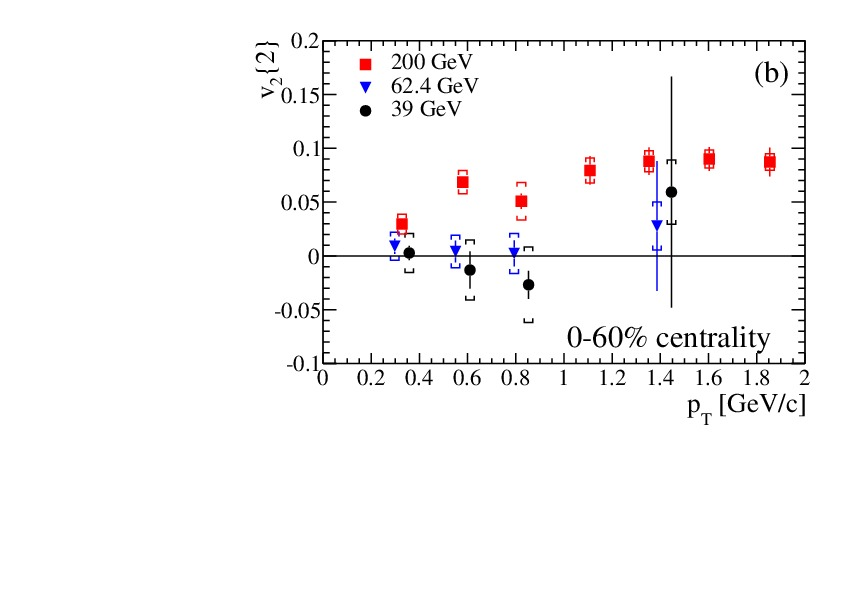 0.2
0.15
0.1
0.05
0
-0.05
-0.1
v2{2}
200 GeV
62.4 GeV
39 GeV
(b)
0-60% centrality
0 0.2 0.4 0.6 0.8 1 1.2 1.4 1.6 1.8 2
pT [GeV/c]